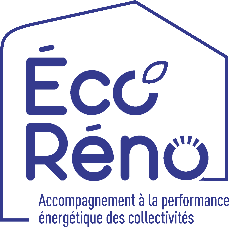 Éco
Réno
Accompagnement à la performance
énergétique des collectivités